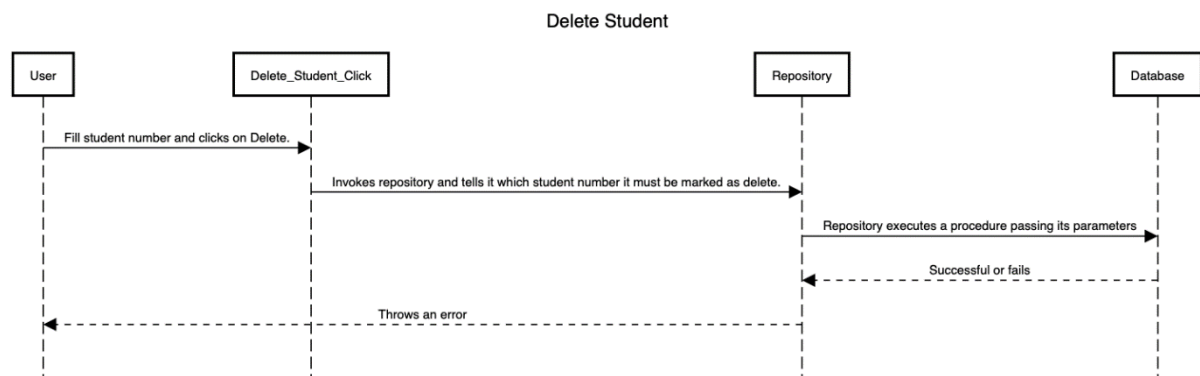 Delete Student
User
Delete_Student_Click
Repository
Database
Fill student number and clicks on Delete.
Invokes repository and tells it which student number it must be marked as delete.
Repository executes a procedure passing its parameters
Successful or fails
Throws an error